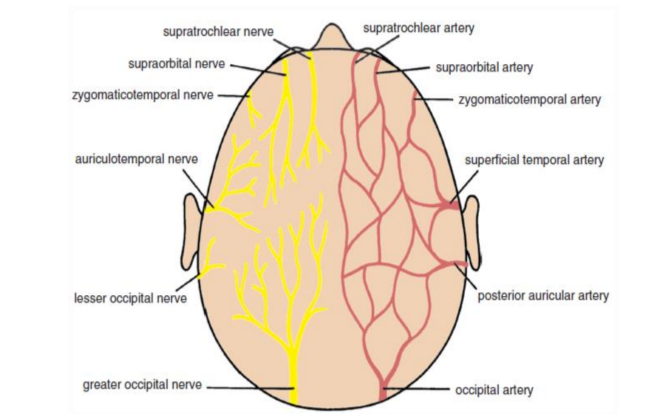 supratrochlear nerve
supratrochlear artery
supraorbital nerve
supraorbital artery
zygomaticotemporal nerve
zygomaticotemporal artery
auriculotemporal nerve
superficial temporal artery
lesser occipital nerve
posterior auricular artery
greater occipital nerve
occipital artery